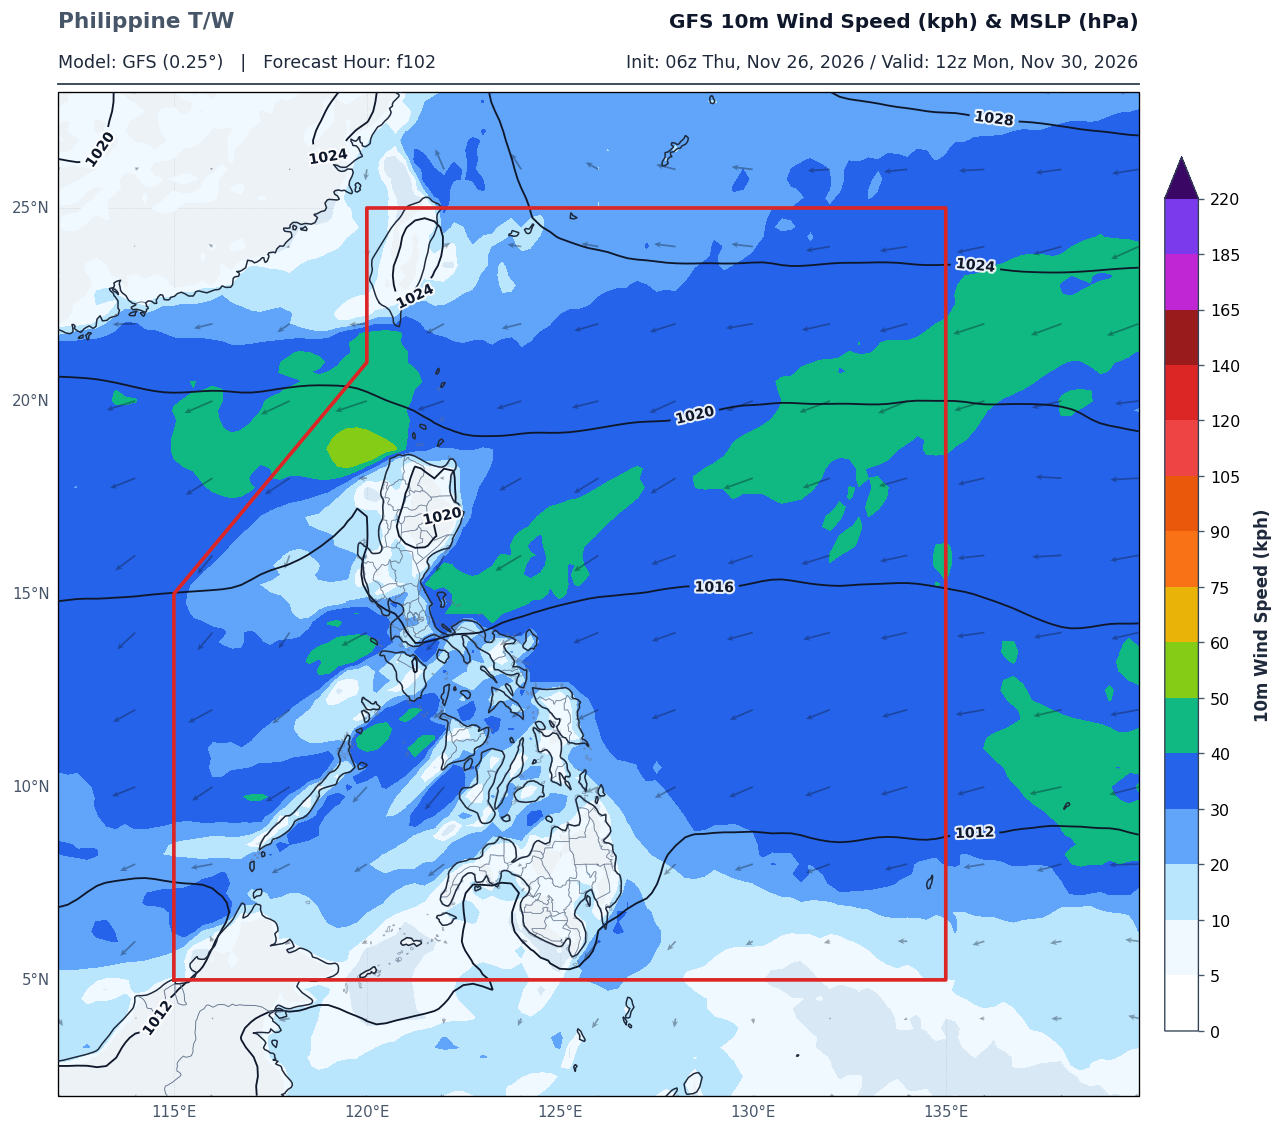 Philippine T/W
GFS 10m Wind Speed (kph) & MSLP (hPa)
Model: GFS (0.25°)   |   Forecast Hour: f102
Init: 06z Thu, Nov 26, 2026 / Valid: 12z Mon, Nov 30, 2026
1020
1024
1028
1024
1024
1020
1020
1016
1012
1012
25°N
20°N
15°N
10°N
5°N
115°E
120°E
125°E
130°E
135°E
220
185
165
140
120
105
90
75
60
50
40
30
20
10
5
0
10m Wind Speed (kph)